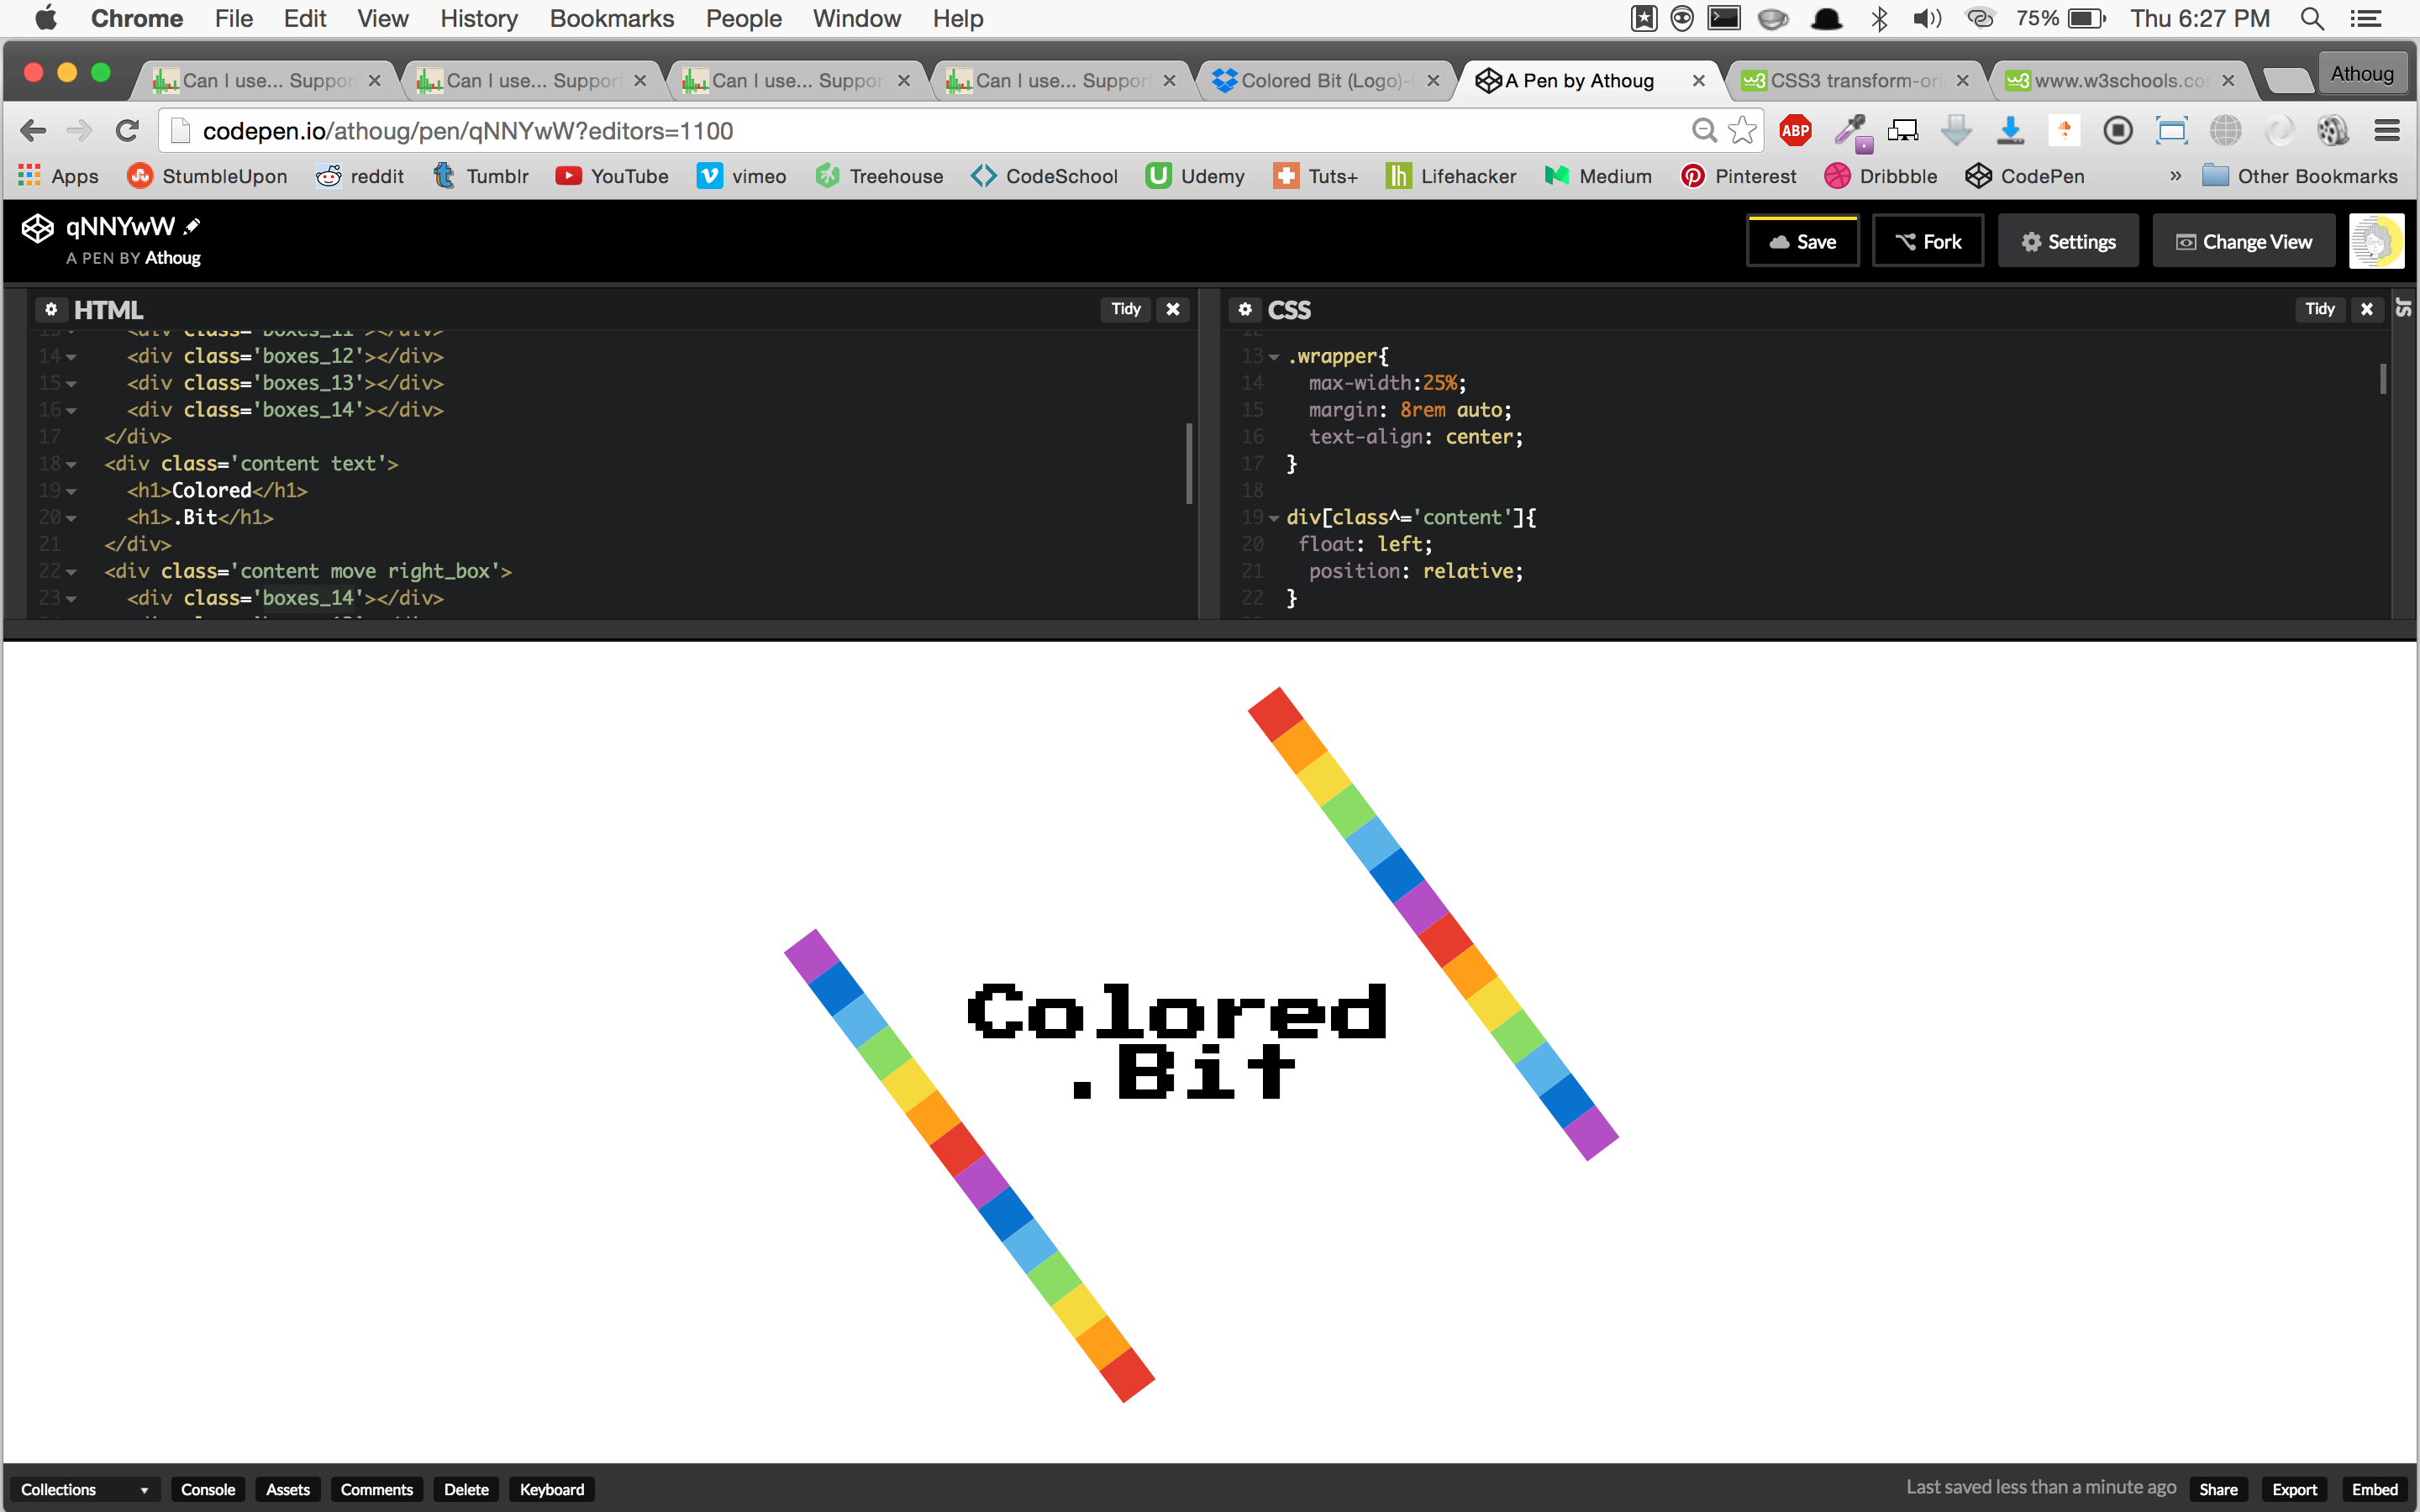 Chrome File Edit View History Bookmarks People Window Help 75% Thu 6:27 PM
Can I use... Suppor Can I use... Suppor Can I use... Suppor Can I use... Suppor Colored Bit (Logo)- A Pen by Athoug CSS3 transform-ori www.w3schools.co Athoug
codepen.io/athoug/pen/qNNYwW?editors=1100 ABP
Apps StumbleUpon reddit Tumblr YouTube vimeo Treehouse CodeSchool Udemy Tuts+ Lifehacker Medium Pinterest Dribbble CodePen » Other Bookmarks
qNNYwW
A PEN BY Athoug
Save Fork Settings Change View
HTML Tidy
<div class='boxes_11'></div>
14 <div class='boxes_12'></div>
15 <div class='boxes_13'></div>
16 <div class='boxes_14'></div>
17 </div>
18 <div class='content text'>
19 <h1>Colored</h1>
20 <h1>.Bit</h1>
21 </div>
22 <div class='content move right_box'>
23 <div class='boxes_14'></div>
CSS Tidy
JS
12
13 .wrapper{
14 max-width:25%;
15 margin: 8rem auto;
16 text-align: center;
17 }
18
19 div[class^='content']{
20 float: left;
21 position: relative;
22 }
Colored
.Bit
Collections Console Assets Comments Delete Keyboard Last saved less than a minute ago Share Export Embed